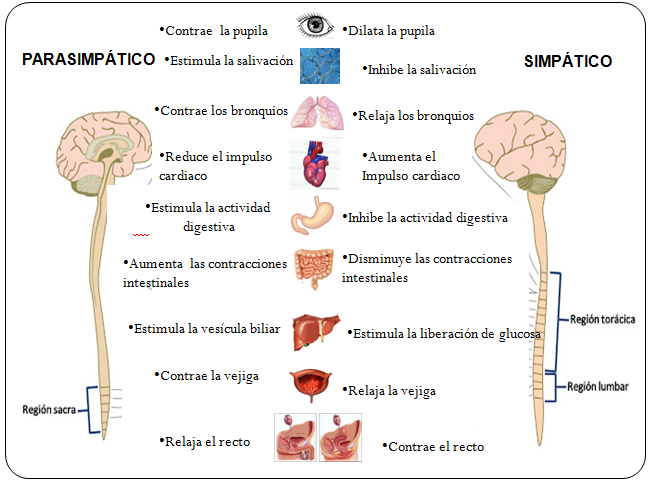 •Contrae la pupila
•Dilata la pupila
PARASIMPÁTICO
•Estimula la salivación
SIMPÁTICO
•Inhibe la salivación
•Contrae los bronquios
•Relaja los bronquios
•Reduce el impulso
cardiaco
•Aumenta el
Impulso cardiaco
•Estimula la actividad
digestiva
•Inhibe la actividad digestiva
•Aumenta las contracciones
intestinales
•Disminuye las contracciones
intestinales
Región torácica
•Estimula la vesícula biliar
•Estimula la liberación de glucosa
•Contrae la vejiga
•Relaja la vejiga
Región lumbar
Región sacra
•Relaja el recto
•Contrae el recto